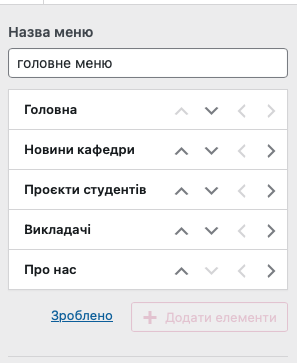 Назва меню
головне меню
Головна
Новини кафедри
Проєкти студентів
Викладачі
Про нас
Зроблено
Додати елементи